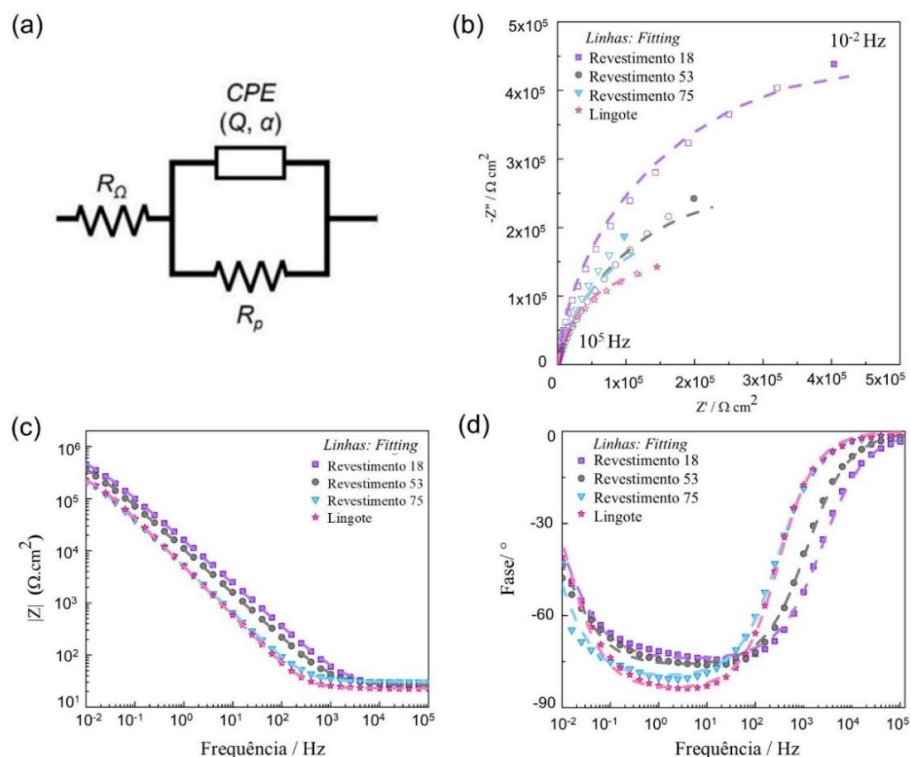 (a)
CPE
(Q, α)
R_Ω
R_p
(b)
Linhas: Fitting
Revestimento 18
Revestimento 53
Revestimento 75
Lingote
10⁻² Hz
10⁵ Hz
5x10⁵
4x10⁵
3x10⁵
2x10⁵
1x10⁵
0
0 1x10⁵ 2x10⁵ 3x10⁵ 4x10⁵ 5x10⁵
-Z'' / Ω cm²
Z' / Ω cm²
(c)
Linhas: Fitting
Revestimento 18
Revestimento 53
Revestimento 75
Lingote
10⁶
10⁵
10⁴
10³
10²
10¹
10⁻² 10⁻¹ 10⁰ 10¹ 10² 10³ 10⁴ 10⁵
|Z| (Ω.cm²)
Frequência / Hz
(d)
Linhas: Fitting
Revestimento 18
Revestimento 53
Revestimento 75
Lingote
0
-30
-60
-90
10⁻² 10⁻¹ 10⁰ 10¹ 10² 10³ 10⁴ 10⁵
Fase/ °
Frequência / Hz